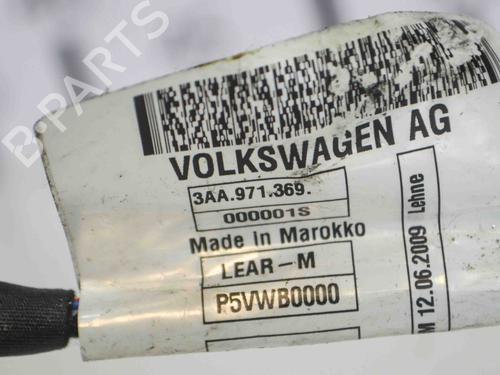 B-PARTS
VOLKSWAGEN AG
3AA.971.369.
000001S
Made in Marokko
LEAR-M
P5VWB0000
M 12.06.2009 Lehne